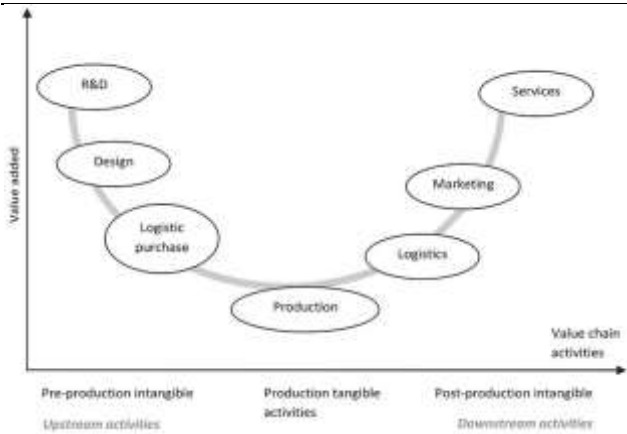 R&D
Services
Design
Marketing
Logistic
purchase
Logistics
Production
Value added
Value chain
activities
Pre-production intangible
Production tangible
activities
Post-production intangible
Upstream activities
Downstream activities